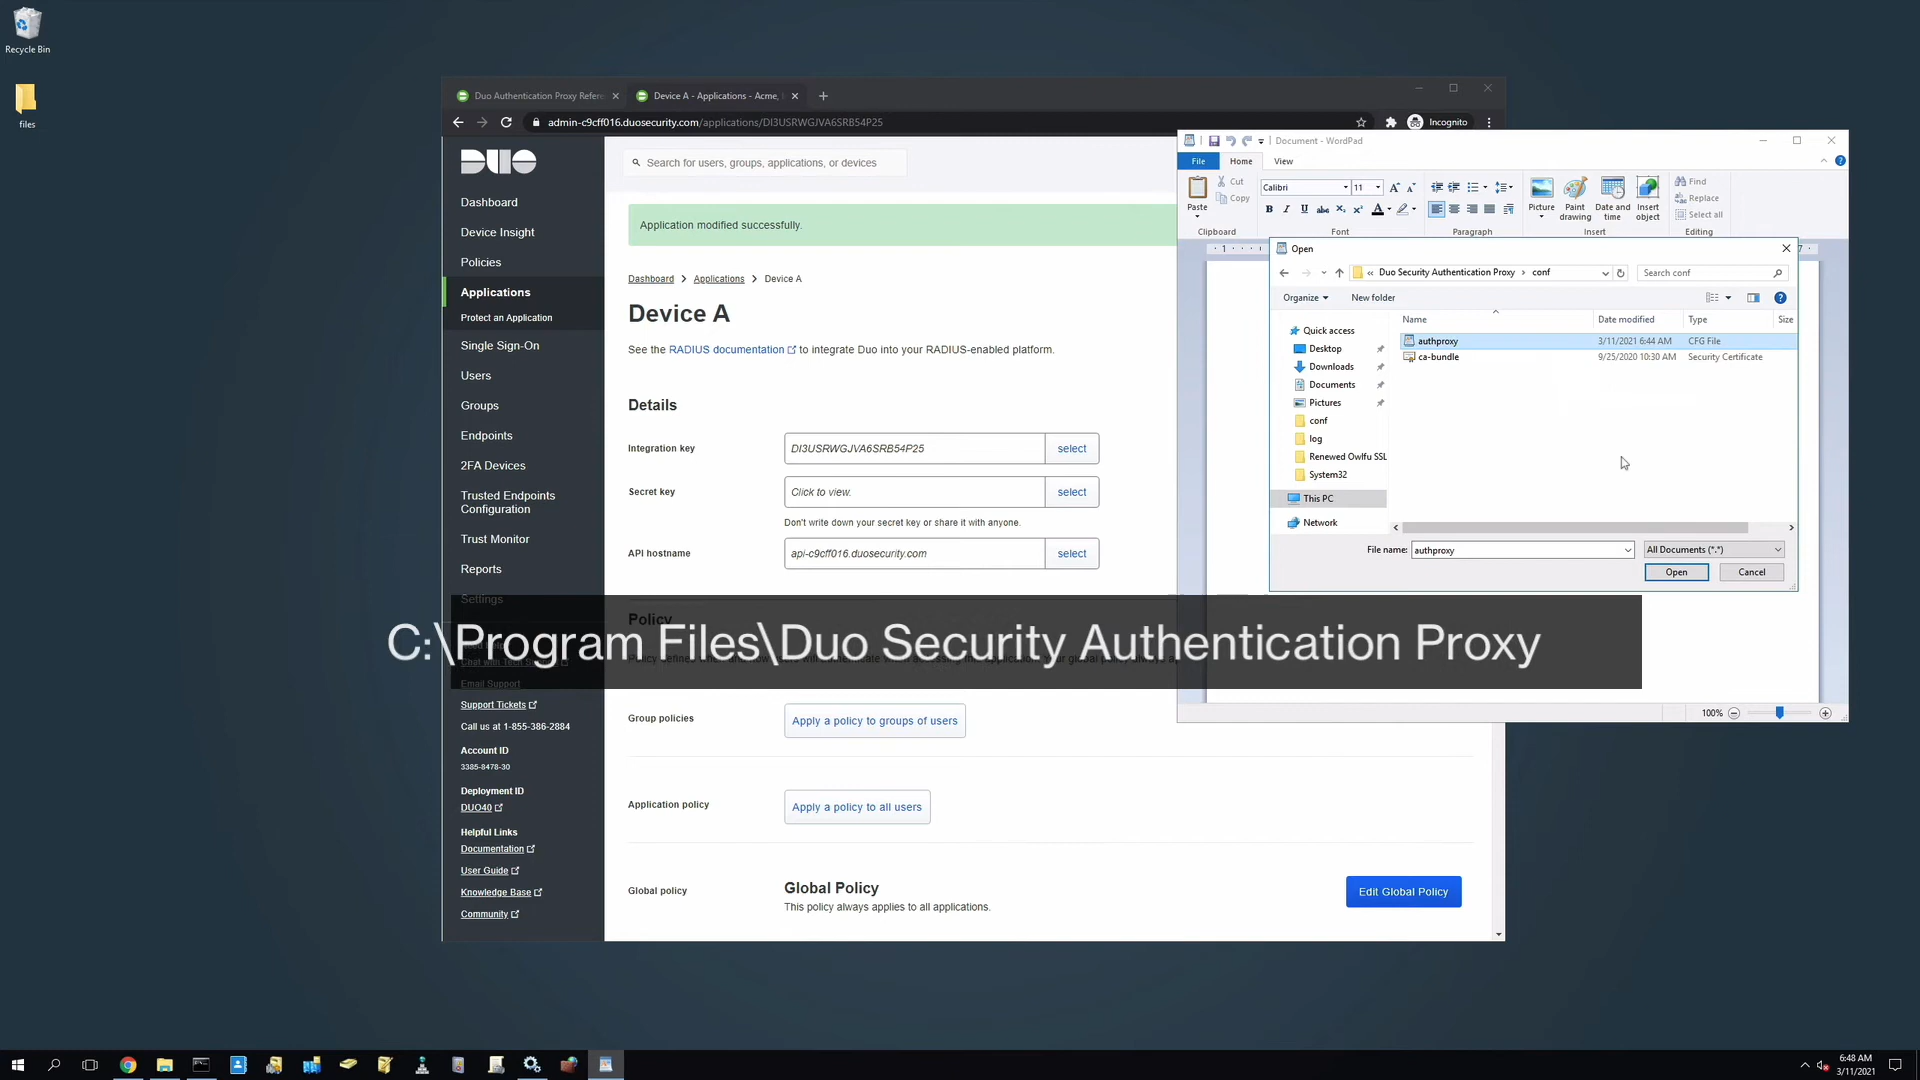 Recycle Bin
files
Duo Authentication Proxy Refer
Device A - Applications - Acme,
admin-c9cff016.duosecurity.com/applications/DI3USRWGJVA6SRB54P25
Incognito
DUO
Search for users, groups, applications, or devices
Dashboard
Device Insight
Policies
Applications
Protect an Application
Single Sign-On
Users
Groups
Endpoints
2FA Devices
Trusted Endpoints
Configuration
Trust Monitor
Reports
Settings
Email Support
Support Tickets
Call us at 1-855-386-2884
Account ID
3385-8478-30
Deployment ID
DUO40
Helpful Links
Documentation
User Guide
Knowledge Base
Community
Application modified successfully.
Dashboard > Applications > Device A
Device A
See the RADIUS documentation to integrate Duo into your RADIUS-enabled platform.
Details
Integration key
DI3USRWGJVA6SRB54P25
select
Secret key
Click to view.
select
Don't write down your secret key or share it with anyone.
API hostname
api-c9cff016.duosecurity.com
select
Policy
C:\Program Files\Duo Security Authentication Proxy
Group policies
Apply a policy to groups of users
Application policy
Apply a policy to all users
Global policy
Global Policy
This policy always applies to all applications.
Edit Global Policy
Document - WordPad
File
Home
View
Paste
Cut
Copy
Clipboard
Calibri
11
Font
Paragraph
Picture
Paint
drawing
Date and
time
Insert
object
Insert
Find
Replace
Select all
Editing
Open
« Duo Security Authentication Proxy > conf
Search conf
Organize
New folder
Name
Date modified
Type
Size
authproxy
3/11/2021 6:44 AM
CFG File
ca-bundle
9/25/2020 10:30 AM
Security Certificate
Quick access
Desktop
Downloads
Documents
Pictures
conf
log
Renewed Owlfu SSL
System32
This PC
Network
File name:
authproxy
All Documents (*.*)
Open
Cancel
100%
6:48 AM
3/11/2021